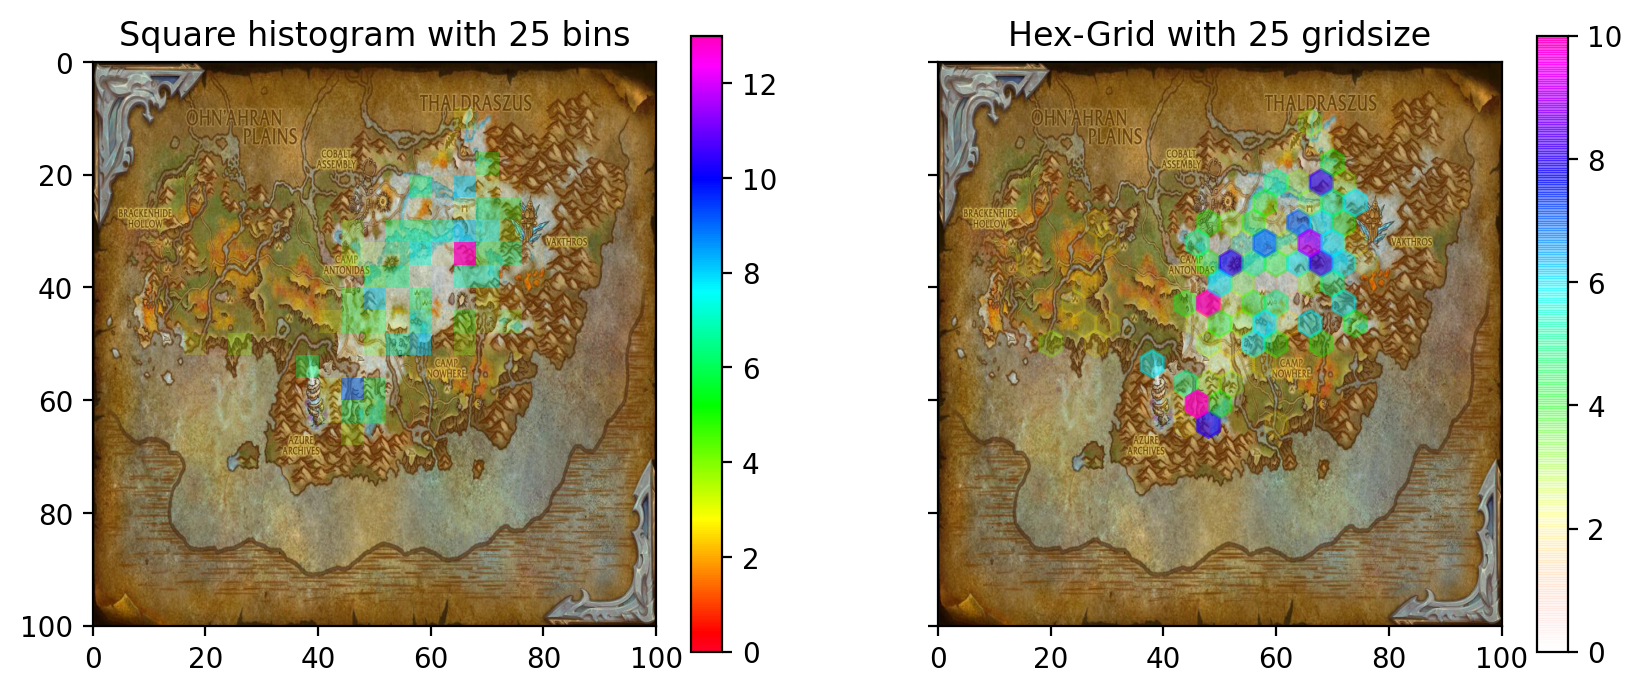 Square histogram with 25 bins
0
20
40
60
80
100
0
20
40
60
80
100
THALDRASZUS
OHN'AHRAN
PLAINS
COBALT
ASSEMBLY
BRACKENHIDE
HOLLOW
VAKTHROS
CAMP
ANTONIDAS
CAMP
NOWHERE
AZURE
ARCHIVES
12
10
8
6
4
2
0
Hex-Grid with 25 gridsize
THALDRASZUS
OHN'AHRAN
PLAINS
COBALT
ASSEMBLY
BRACKENHIDE
HOLLOW
VAKTHROS
CAMP
ANTONIDAS
CAMP
NOWHERE
AZURE
ARCHIVES
0
20
40
60
80
100
10
8
6
4
2
0